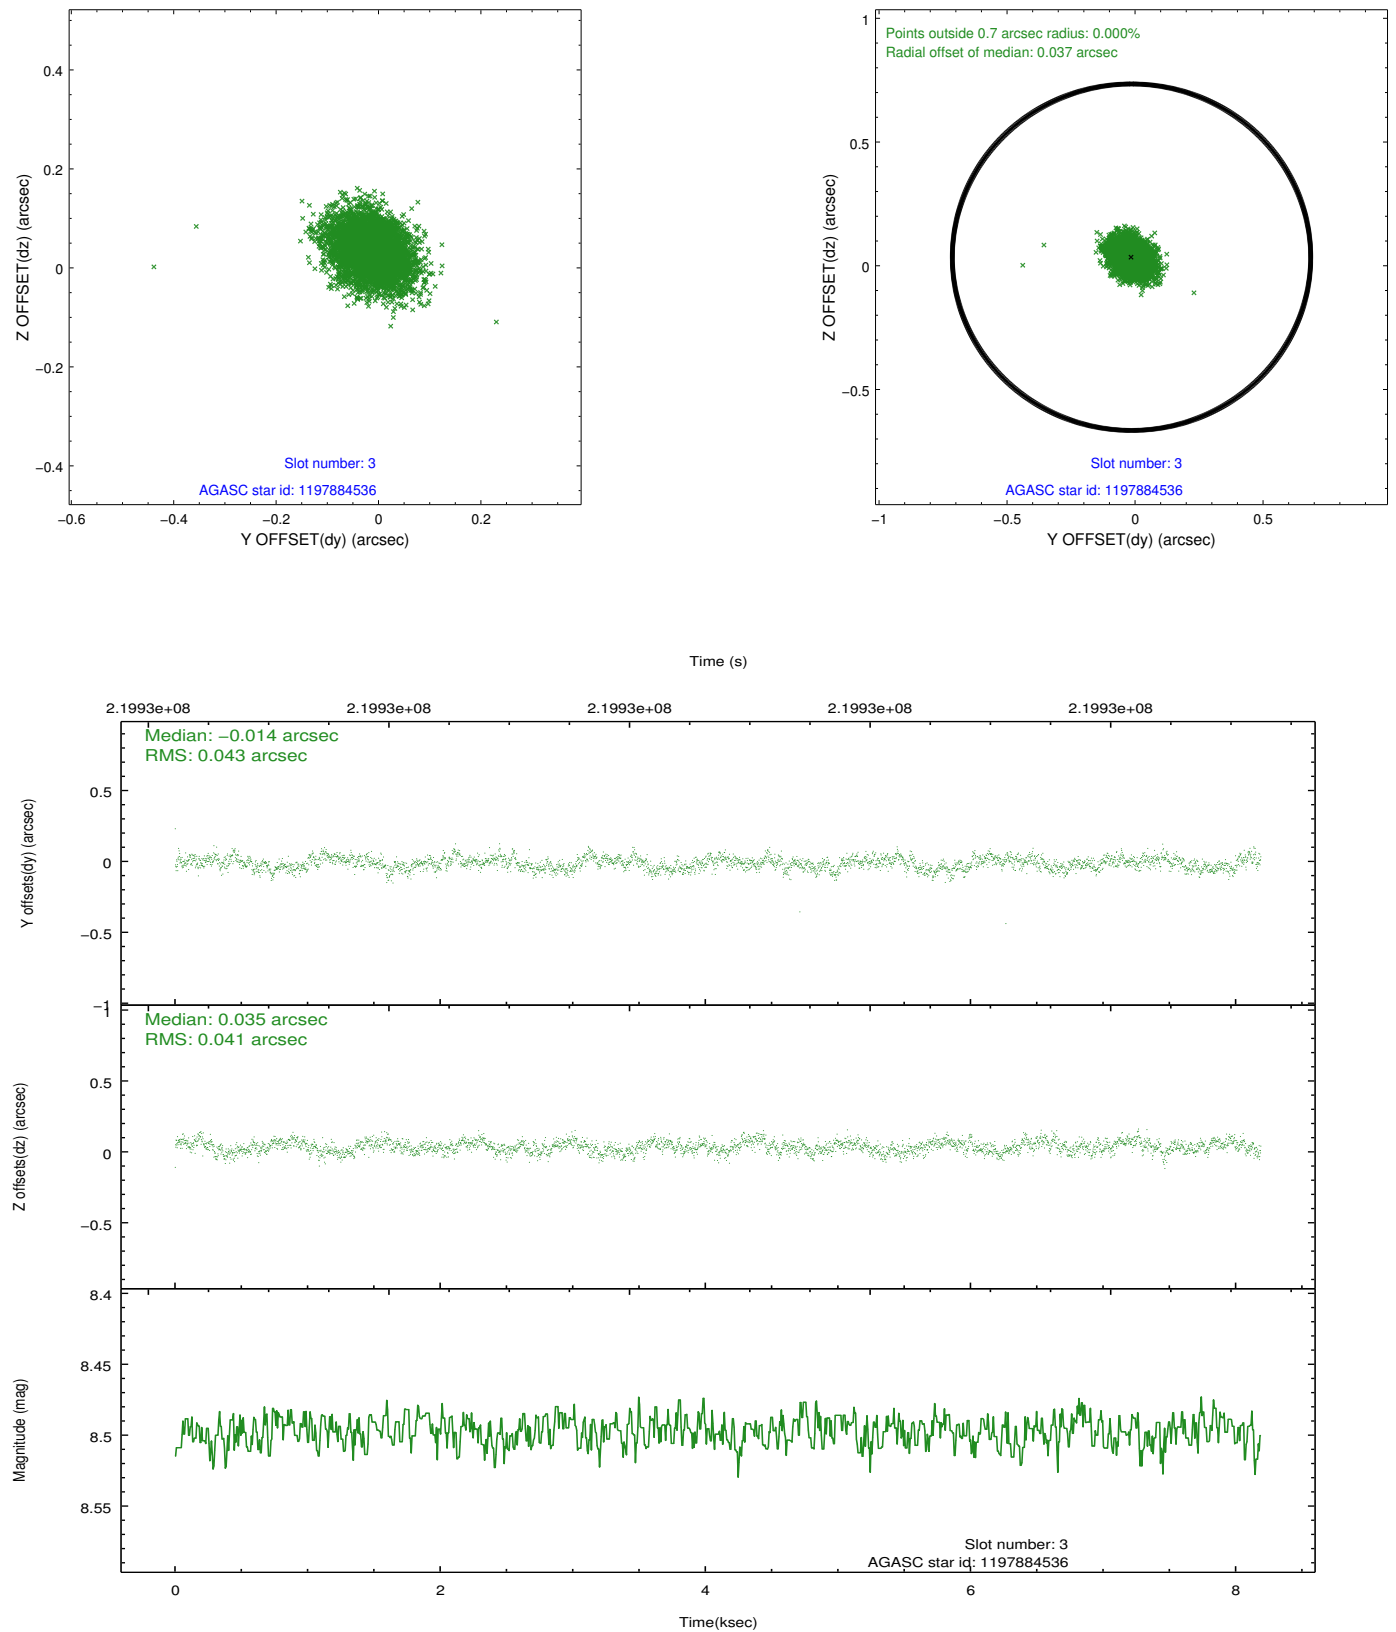 0.4
0.2
0
−0.2
−0.4
−0.6
−0.4
−0.2
0
0.2
Z OFFSET(dz) (arcsec)
Y OFFSET(dy) (arcsec)
Slot number: 3
AGASC star id: 1197884536
Points outside 0.7 arcsec radius: 0.000%
Radial offset of median: 0.037 arcsec
1
0.5
0
−0.5
−1
−0.5
0
0.5
Z OFFSET(dz) (arcsec)
Y OFFSET(dy) (arcsec)
Slot number: 3
AGASC star id: 1197884536
Time (s)
2.1993e+08 2.1993e+08 2.1993e+08 2.1993e+08 2.1993e+08
Median: −0.014 arcsec
RMS: 0.043 arcsec
0.5
0
−0.5
−1
Y offsets(dy) (arcsec)
Median: 0.035 arcsec
RMS: 0.041 arcsec
1
0.5
0
−0.5
Z offsets(dz) (arcsec)
8.4
8.45
8.5
8.55
Magnitude (mag)
Slot number: 3
AGASC star id: 1197884536
0 2 4 6 8
Time(ksec)